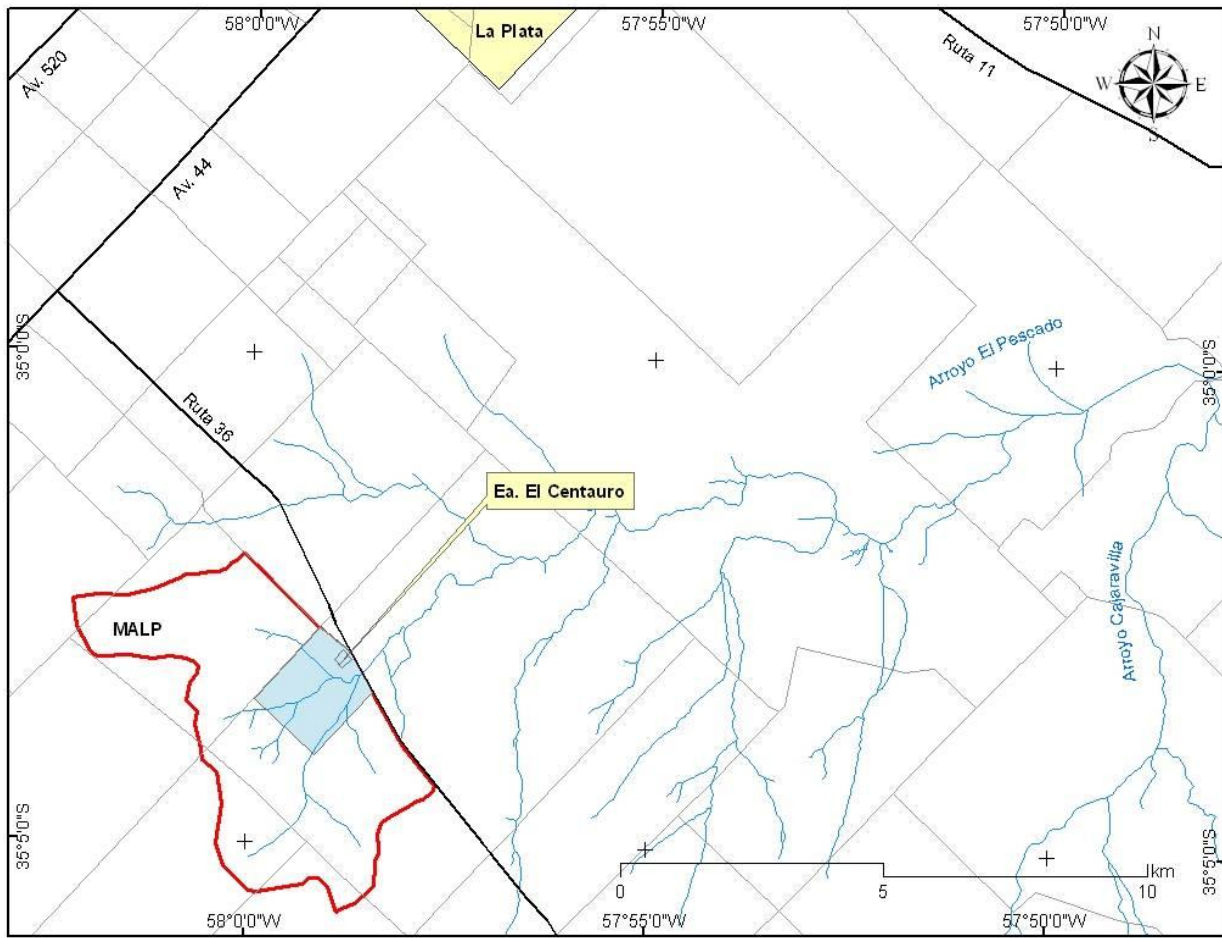 58°0'0"W
57°55'0"W
57°50'0"W
La Plata
Av. 520
Av. 44
Ruta 11
N
W
E
S
35°0'0"S
35°0'0"S
Arroyo El Pescado
Ruta 36
Ea. El Centauro
Arroyo Cajaravilla
MALP
35°5'0"S
35°5'0"S
km
0
5
10
58°0'0"W
57°55'0"W
57°50'0"W